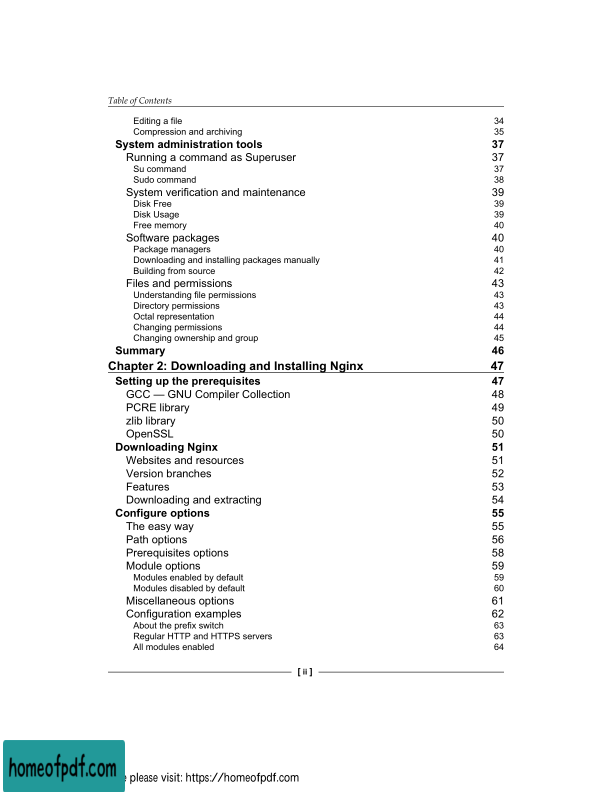 Table of Contents
Editing a file 34
Compression and archiving 35
System administration tools 37
Running a command as Superuser 37
Su command 37
Sudo command 38
System verification and maintenance 39
Disk Free 39
Disk Usage 39
Free memory 40
Software packages 40
Package managers 40
Downloading and installing packages manually 41
Building from source 42
Files and permissions 43
Understanding file permissions 43
Directory permissions 43
Octal representation 44
Changing permissions 44
Changing ownership and group 45
Summary 46
Chapter 2: Downloading and Installing Nginx 47
Setting up the prerequisites 47
GCC — GNU Compiler Collection 48
PCRE library 49
zlib library 50
OpenSSL 50
Downloading Nginx 51
Websites and resources 51
Version branches 52
Features 53
Downloading and extracting 54
Configure options 55
The easy way 55
Path options 56
Prerequisites options 58
Module options 59
Modules enabled by default 59
Modules disabled by default 60
Miscellaneous options 61
Configuration examples 62
About the prefix switch 63
Regular HTTP and HTTPS servers 63
All modules enabled 64
[ ii ]
homeofpdf.com
please visit: https://homeofpdf.com